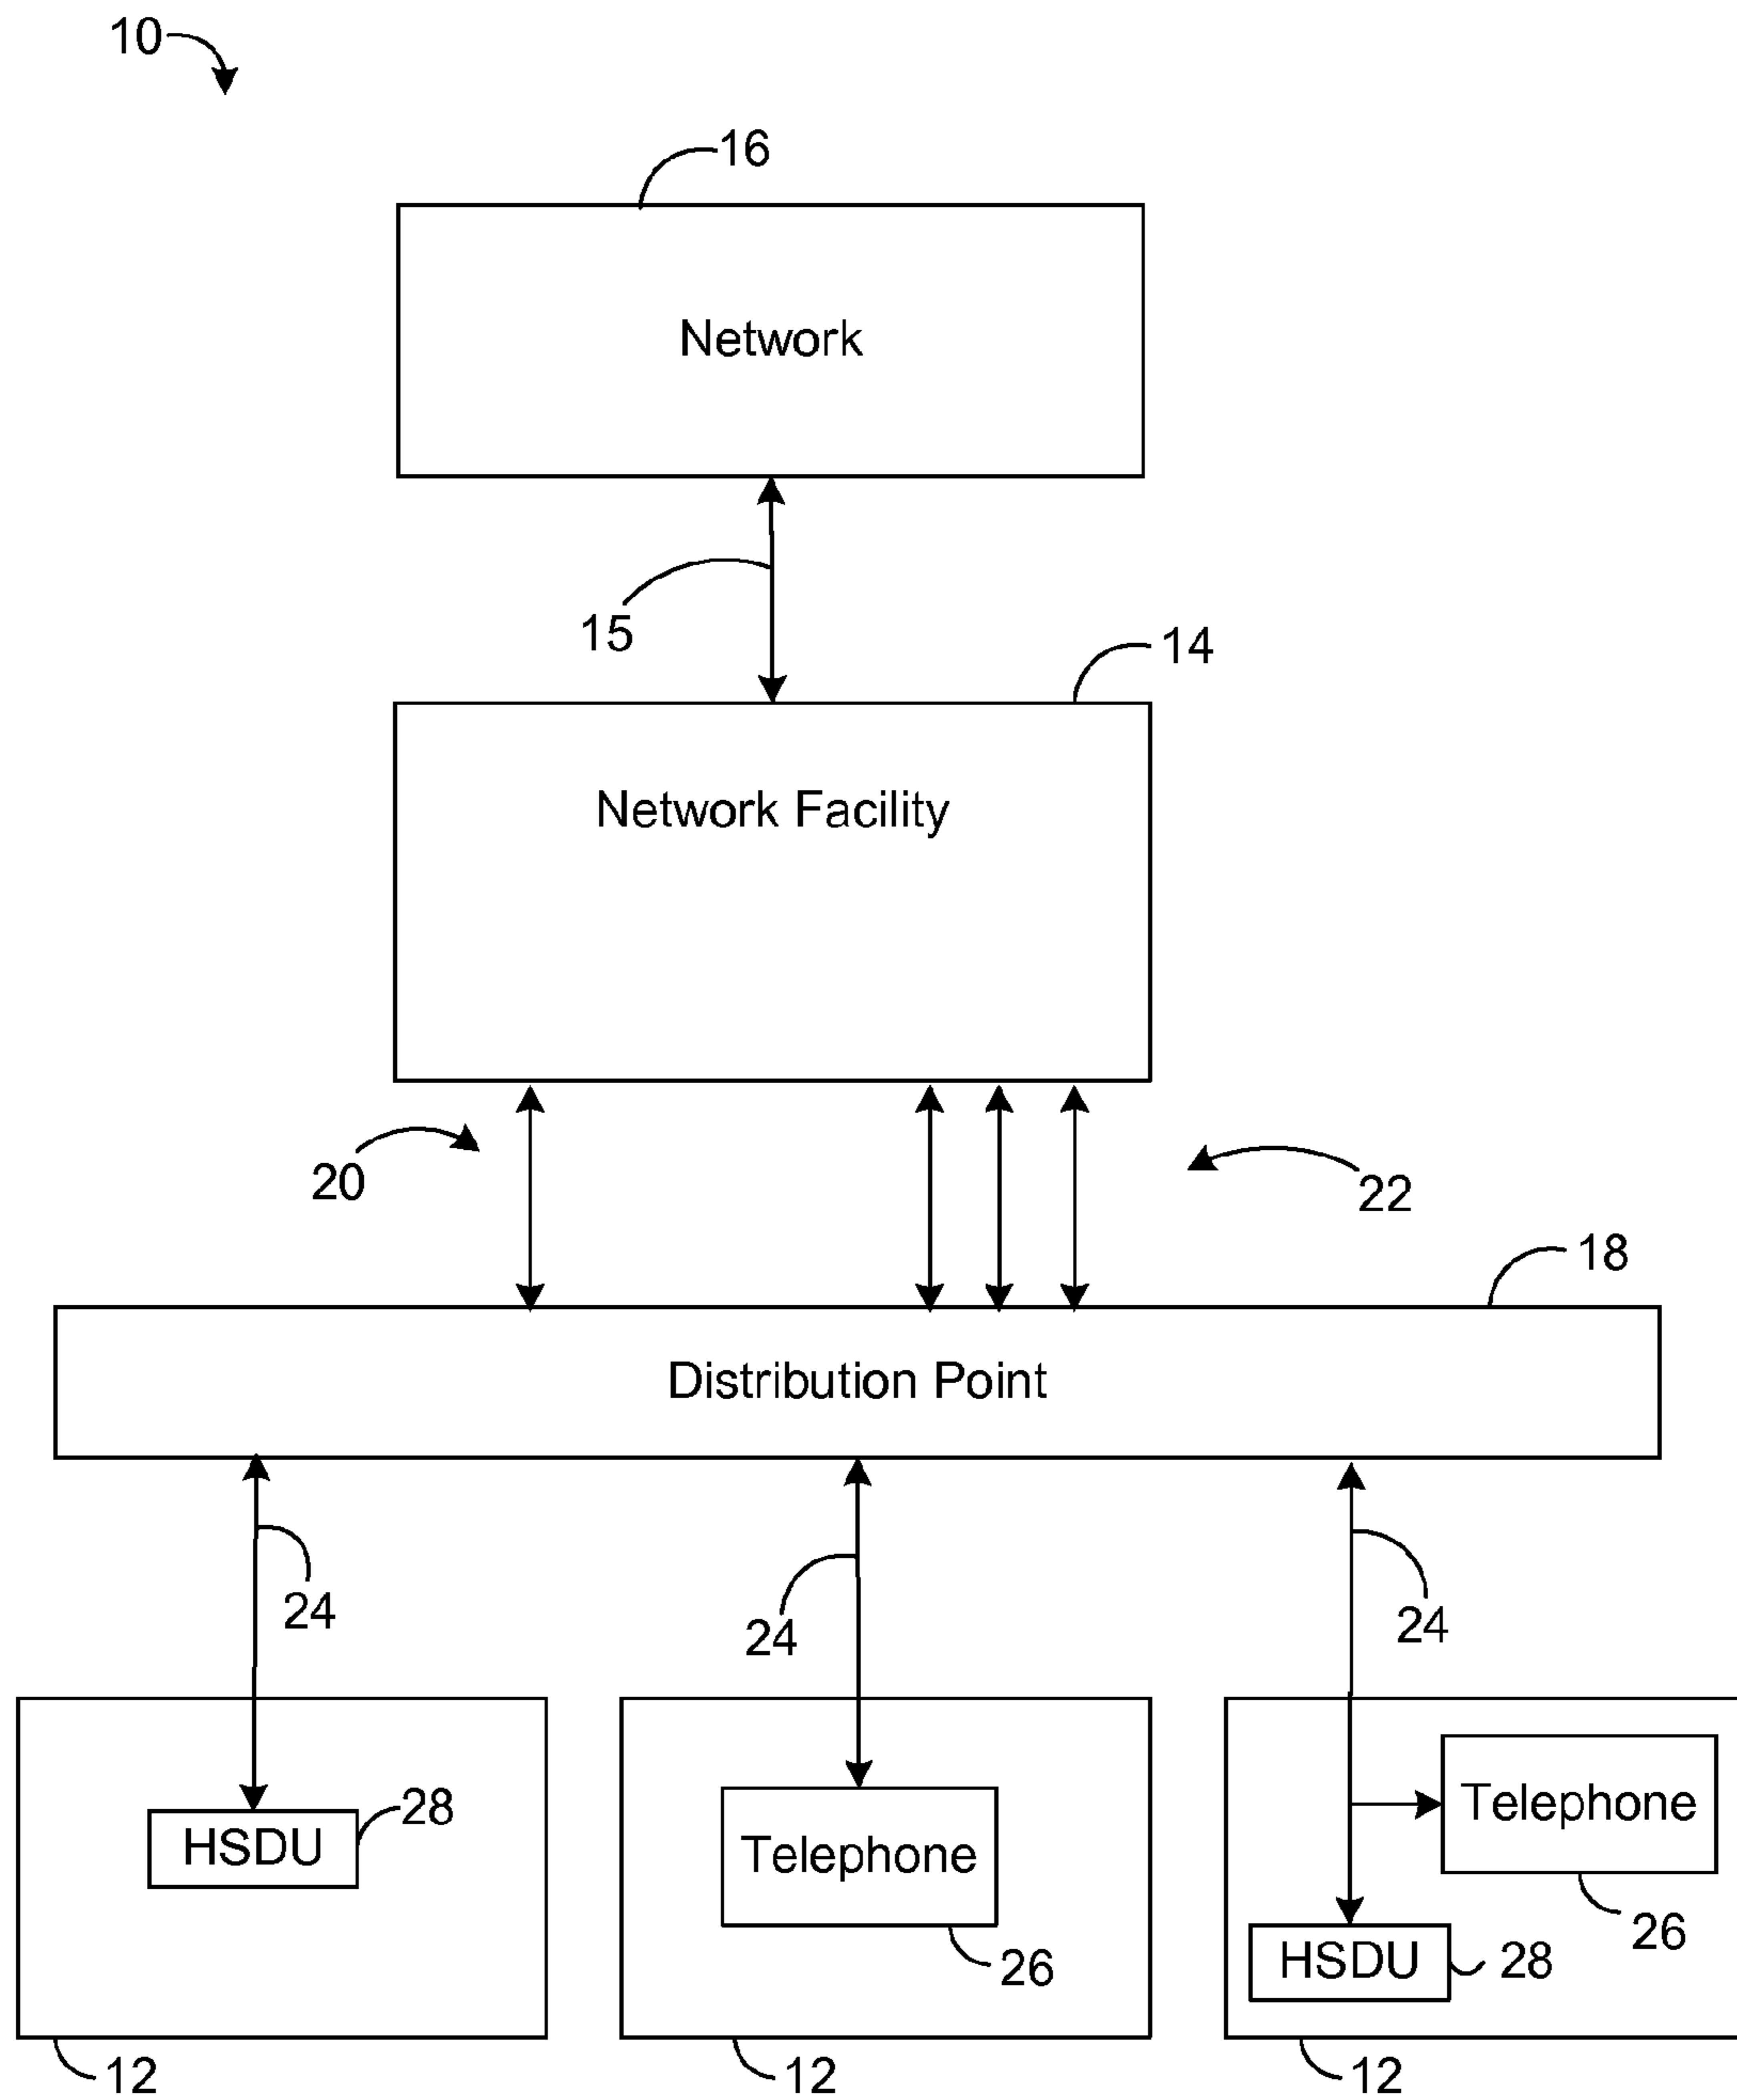 10
16
Network
15
14
Network Facility
20
22
18
Distribution Point
24
24
24
HSDU
28
Telephone
26
Telephone
26
HSDU
28
12
12
12